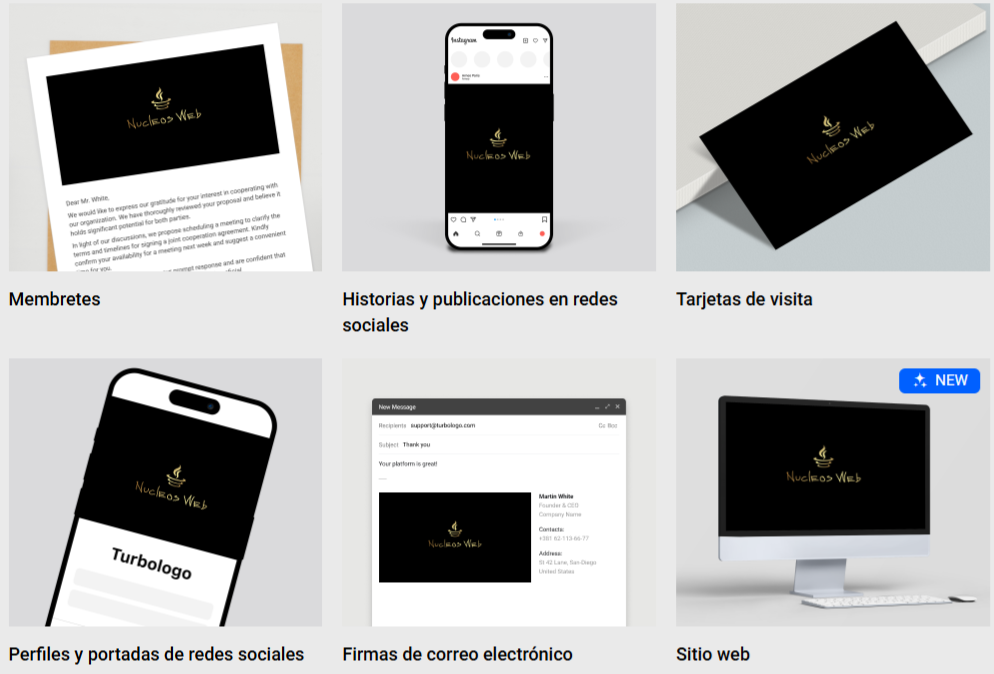 Nucleos Web
Dear Mr. White,
We would like to express our gratitude for your interest in cooperating with
our organization. We have thoroughly reviewed your proposal and believe it
holds significant potential for both parties.
In light of our discussions, we propose scheduling a meeting to clarify the
terms and timelines for signing a joint cooperation agreement. Kindly
confirm your availability for a meeting next week and suggest a convenient
time for you.
prompt response and are confident that
Membretes
Instagram
Nucleos Web
Historias y publicaciones en redes
sociales
Nucleos Web
Tarjetas de visita
Nucleos Web
Turbologo
Perfiles y portadas de redes sociales
New Message
Recipients support@turbologo.com
Cc Bcc
Subject Thank you
Your platform is great!
Nucleos Web
Martin White
Founder & CEO
Company Name
Contacts:
+381 62-113-66-77
Address:
St 42 Lane, San-Diego
United States
Firmas de correo electrónico
NEW
Nucleos Web
Sitio web